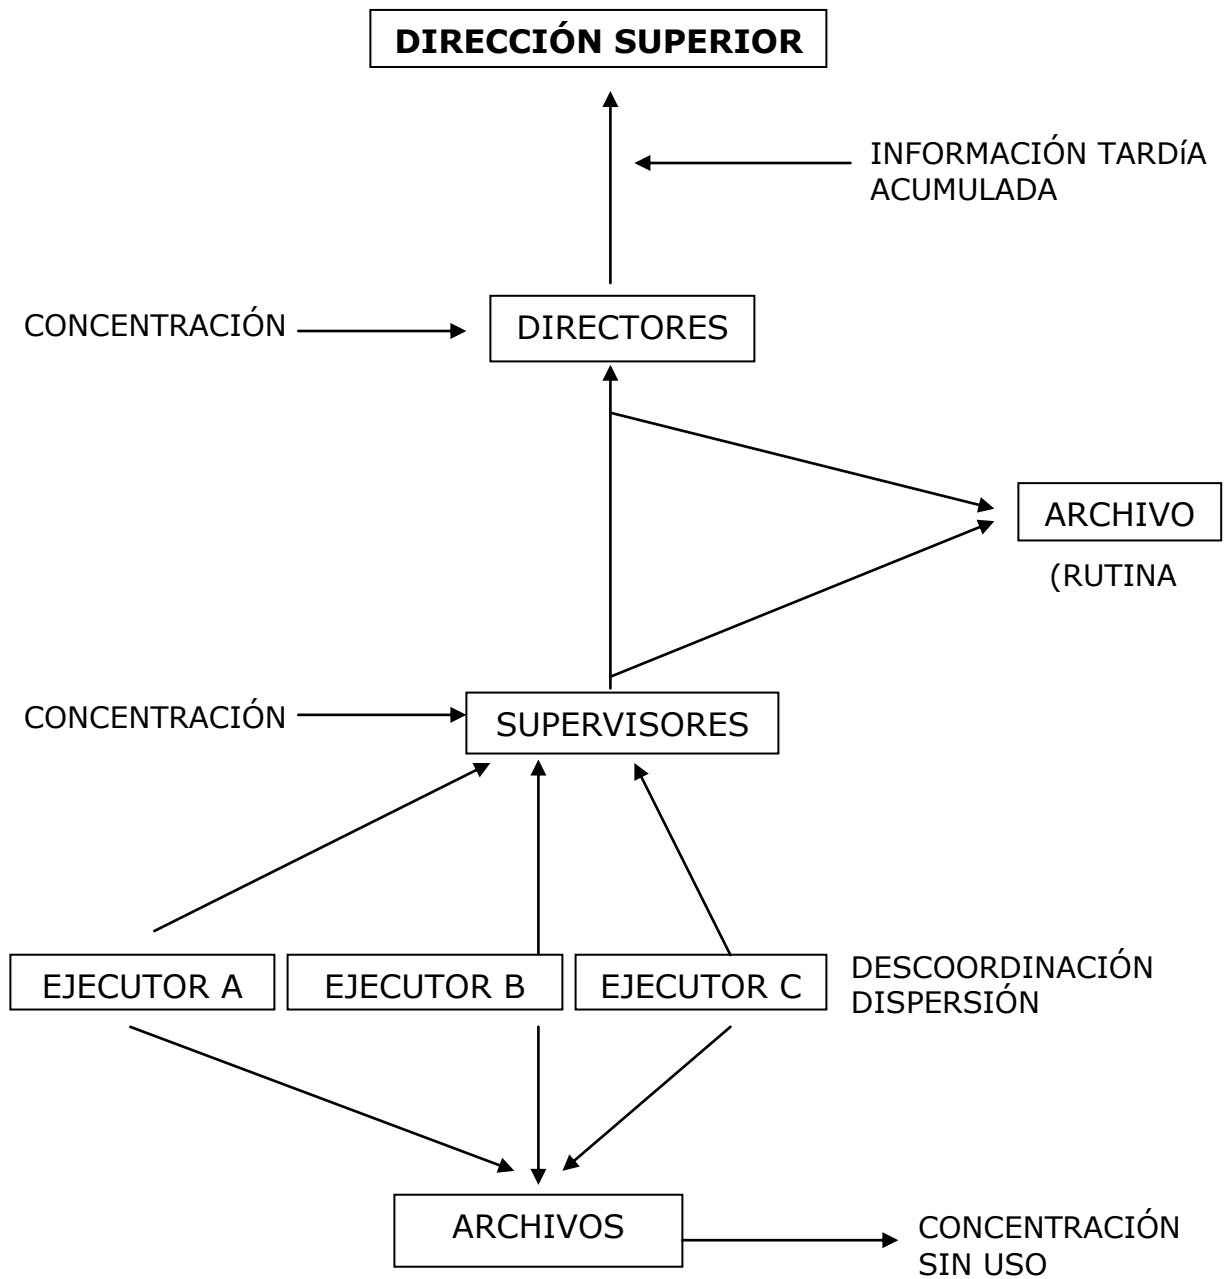 DIRECCIÓN SUPERIOR
INFORMACIÓN TARDíA
ACUMULADA
CONCENTRACIÓN
DIRECTORES
ARCHIVO
(RUTINA
CONCENTRACIÓN
SUPERVISORES
EJECUTOR A
EJECUTOR B
EJECUTOR C
DESCOORDINACIÓN
DISPERSIÓN
ARCHIVOS
CONCENTRACIÓN
SIN USO